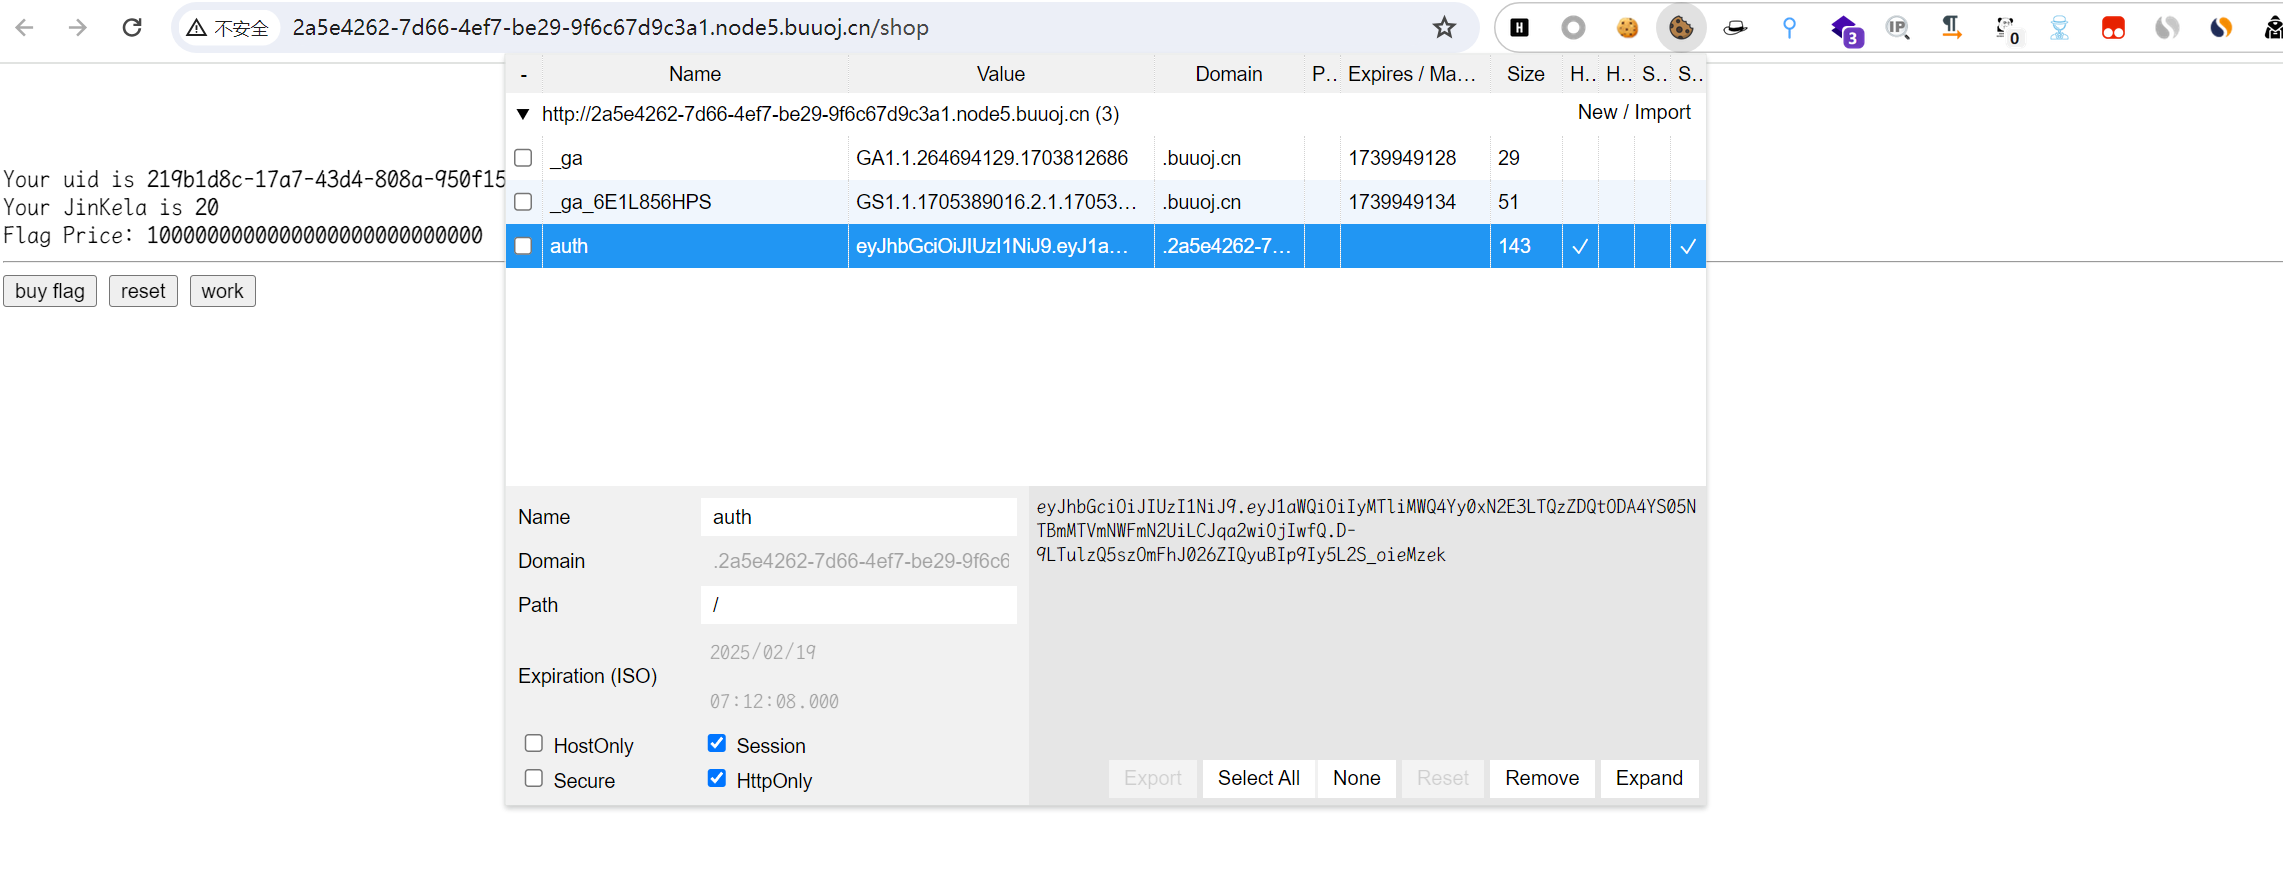 不安全 2a5e4262-7d66-4ef7-be29-9f6c67d9c3a1.node5.buuoj.cn/shop
H 3 IP 0
Your uid is 219b1d8c-17a7-43d4-808a-950f15
Your JinKela is 20
Flag Price: 1000000000000000000000000000
buy flag reset work
- Name Value Domain P.. Expires / Ma... Size H.. H.. S.. S..
▼ http://2a5e4262-7d66-4ef7-be29-9f6c67d9c3a1.node5.buuoj.cn (3) New / Import
_ga GA1.1.264694129.1703812686 .buuoj.cn 1739949128 29
_ga_6E1L856HPS GS1.1.1705389016.2.1.17053... .buuoj.cn 1739949134 51
auth eyJhbGciOiJIUzI1NiJ9.eyJ1a... .2a5e4262-7... 143 ✓ ✓
Name auth
Domain .2a5e4262-7d66-4ef7-be29-9f6c6
Path /
Expiration (ISO) 2025/02/19
07:12:08.000
HostOnly Session
Secure HttpOnly
eyJhbGciOiJIUzI1NiJ9.eyJ1aWQiOiIyMTliMWQ4Yy0xN2E3LTQzZDQtODA4YS05N
TBmMTVmNWFmN2UiLCJqa2wiOjIwfQ.D-
9LTulzQ5szOmFhJ026ZIQyuBIp9Iy5L2S_oieMzek
Export Select All None Reset Remove Expand